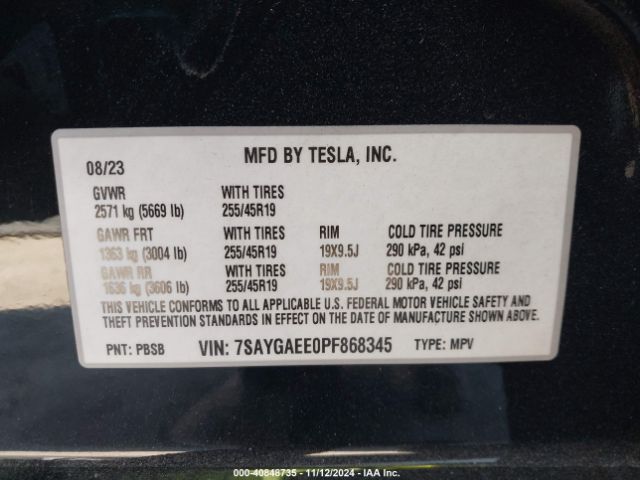 MFD BY TESLA, INC.
08/23
GVWR WITH TIRES
2571 kg (5669 lb) 255/45R19
GAWR FRT WITH TIRES RIM COLD TIRE PRESSURE
1363 kg (3004 lb) 255/45R19 19X9.5J 290 kPa, 42 psi
GAWR RR WITH TIRES RIM COLD TIRE PRESSURE
1636 kg (3606 lb) 255/45R19 19X9.5J 290 kPa, 42 psi
THIS VEHICLE CONFORMS TO ALL APPLICABLE U.S. FEDERAL MOTOR VEHICLE SAFETY AND
THEFT PREVENTION STANDARDS IN EFFECT ON THE DATE OF MANUFACTURE SHOWN ABOVE.
PNT: PBSB VIN: 7SAYGAEE0PF868345 TYPE: MPV
© 40848735 - 11/12/2024 - IAA Inc.